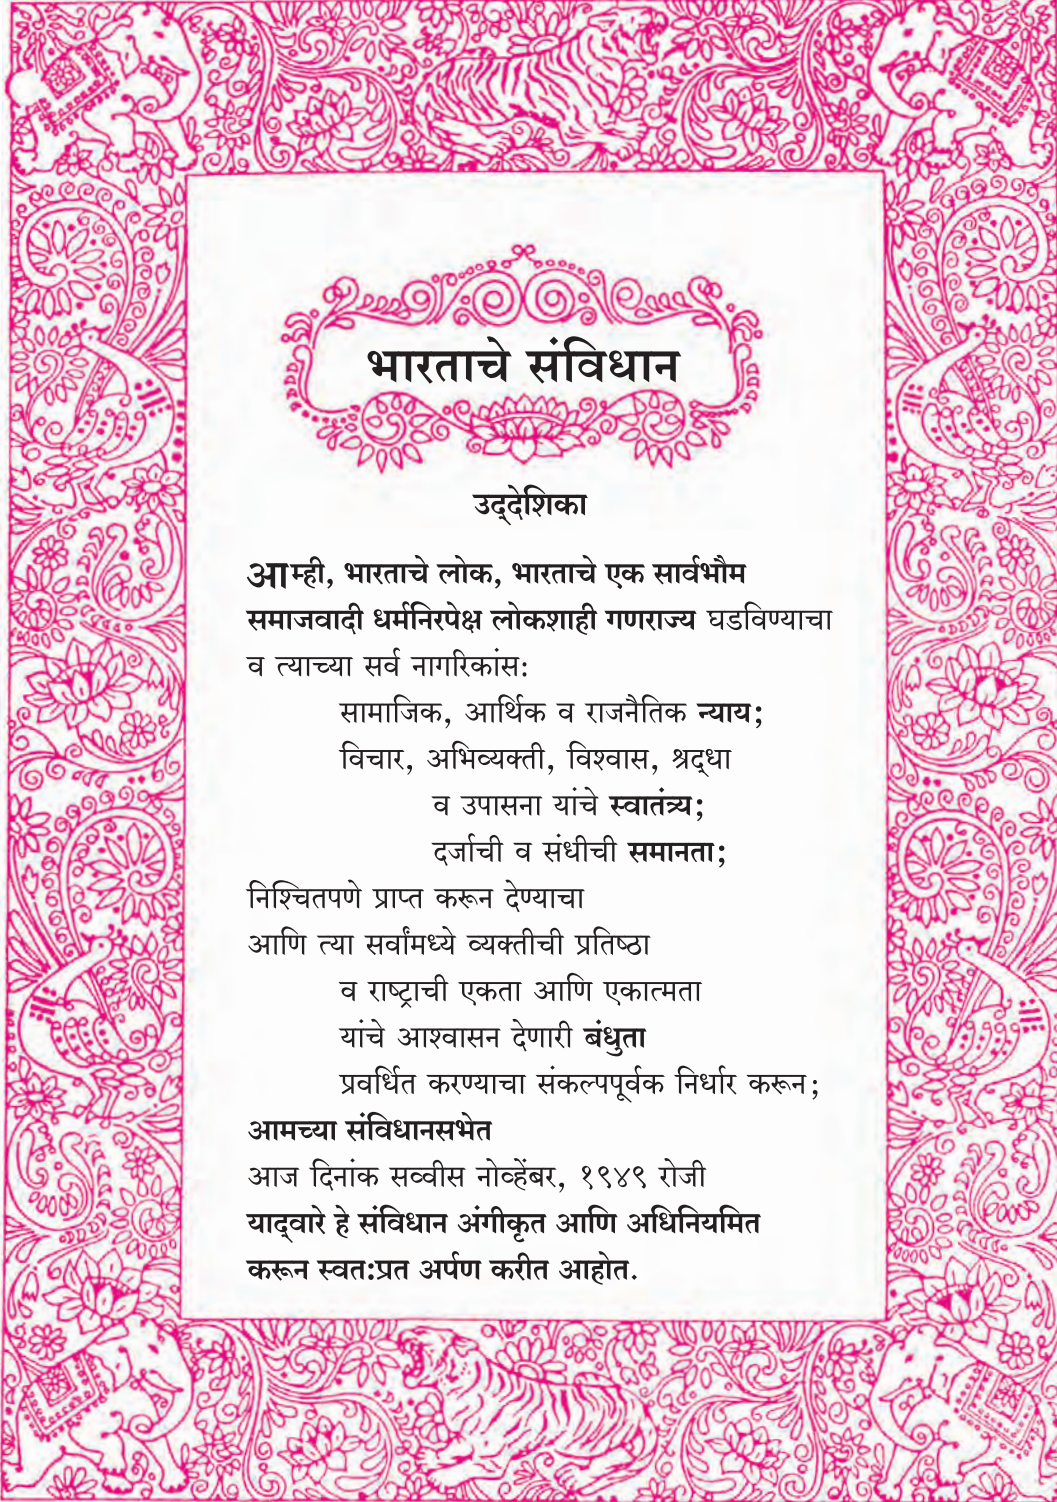 भारताचे संविधान
उद्‌देशिका
आम्ही, भारताचे लोक, भारताचे एक सार्वभौम
समाजवादी धर्मनिरपेक्ष लोकशाही गणराज्य घडविण्याचा
व त्याच्या सर्व नागरिकांस:
सामाजिक, आर्थिक व राजनैतिक न्याय;
विचार, अभिव्यक्ती, विश्वास, श्रद्‌धा
व उपासना यांचे स्वातंत्र्य;
दर्जाची व संधीची समानता;
निश्चितपणे प्राप्त करून देण्याचा
आणि त्या सर्वांमध्ये व्यक्तीची प्रतिष्ठा
व राष्ट्राची एकता आणि एकात्मता
यांचे आश्वासन देणारी बंधुता
प्रवर्धित करण्याचा संकल्पपूर्वक निर्धार करून;
आमच्या संविधानसभेत
आज दिनांक सव्वीस नोव्हेंबर, १९४९ रोजी
याद्‌वारे हे संविधान अंगीकृत आणि अधिनियमित
करून स्वत:प्रत अर्पण करीत आहोत.